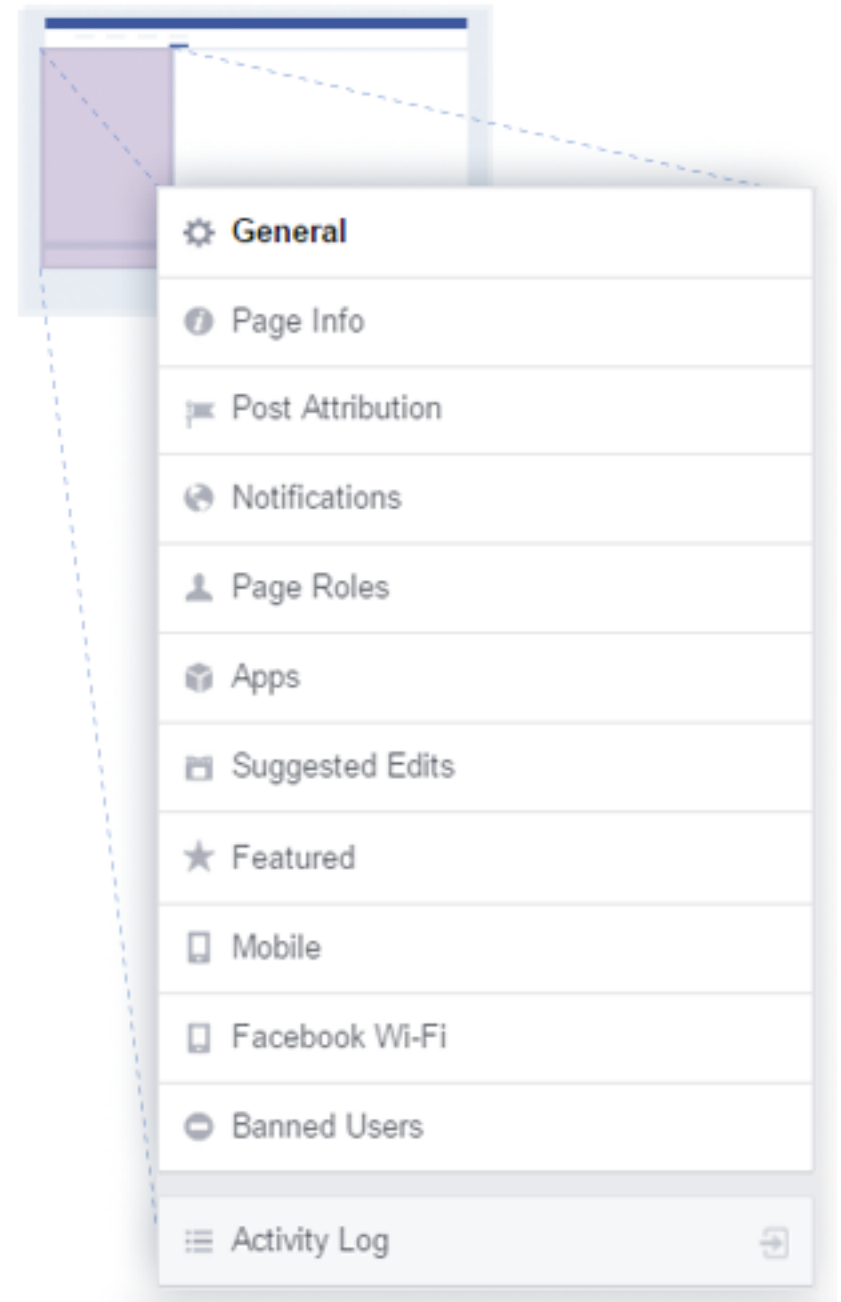 General
Page Info
Post Attribution
Notifications
Page Roles
Apps
Suggested Edits
Featured
Mobile
Facebook Wi-Fi
Banned Users
Activity Log